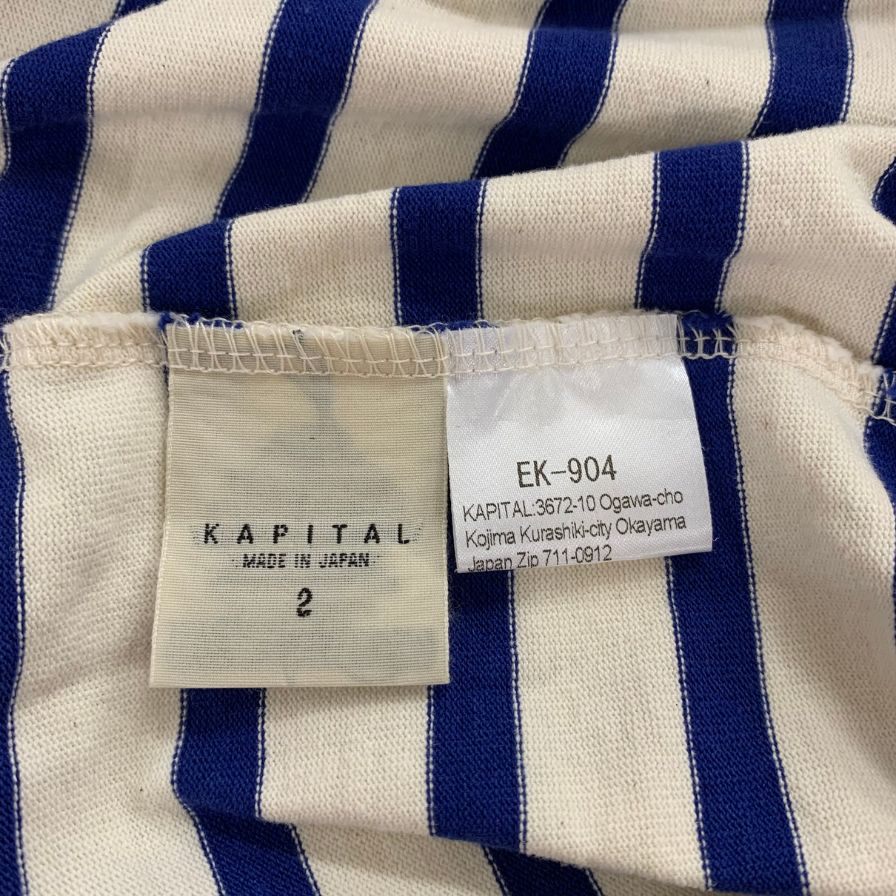 KAPITAL
MADE IN JAPAN
2
EK-904
KAPITAL:3672-10 Ogawa-cho
Kojima Kurashiki-city Okayama
Japan Zip 711-0912